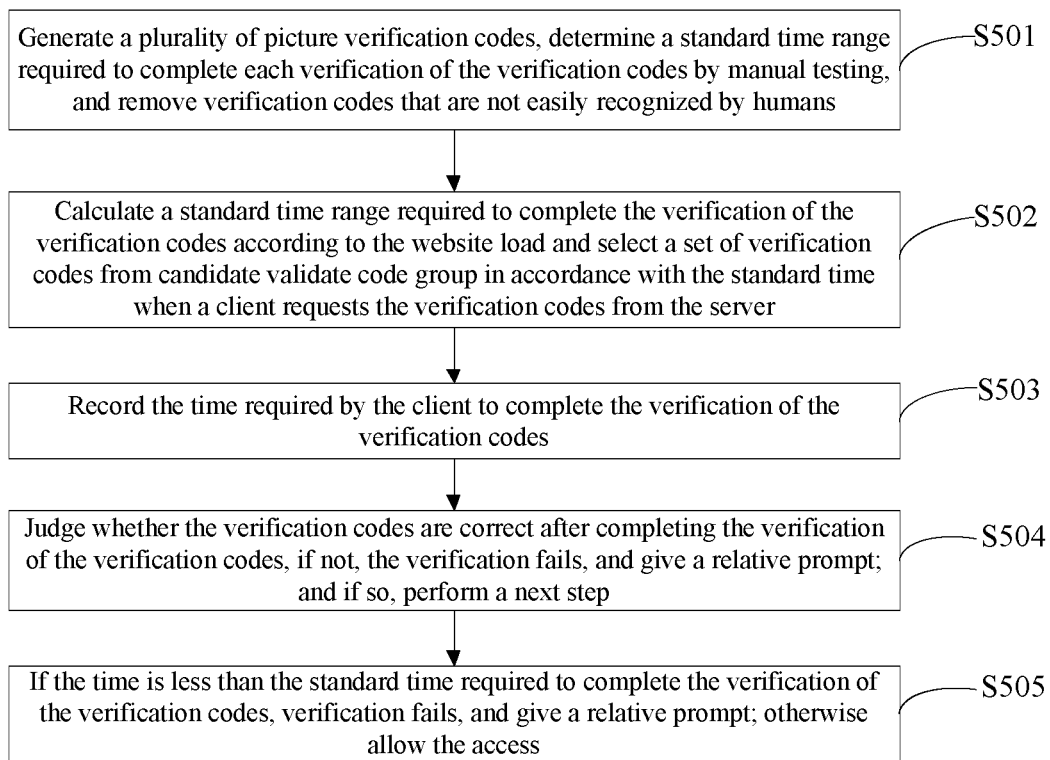 Generate a plurality of picture verification codes, determine a standard time range
required to complete each verification of the verification codes by manual testing,
and remove verification codes that are not easily recognized by humans
S501
Calculate a standard time range required to complete the verification of the
verification codes according to the website load and select a set of verification
codes from candidate validate code group in accordance with the standard time
when a client requests the verification codes from the server
S502
Record the time required by the client to complete the verification of the
verification codes
S503
Judge whether the verification codes are correct after completing the verification
of the verification codes, if not, the verification fails, and give a relative prompt;
and if so, perform a next step
S504
If the time is less than the standard time required to complete the verification of
the verification codes, verification fails, and give a relative prompt; otherwise
allow the access
S505